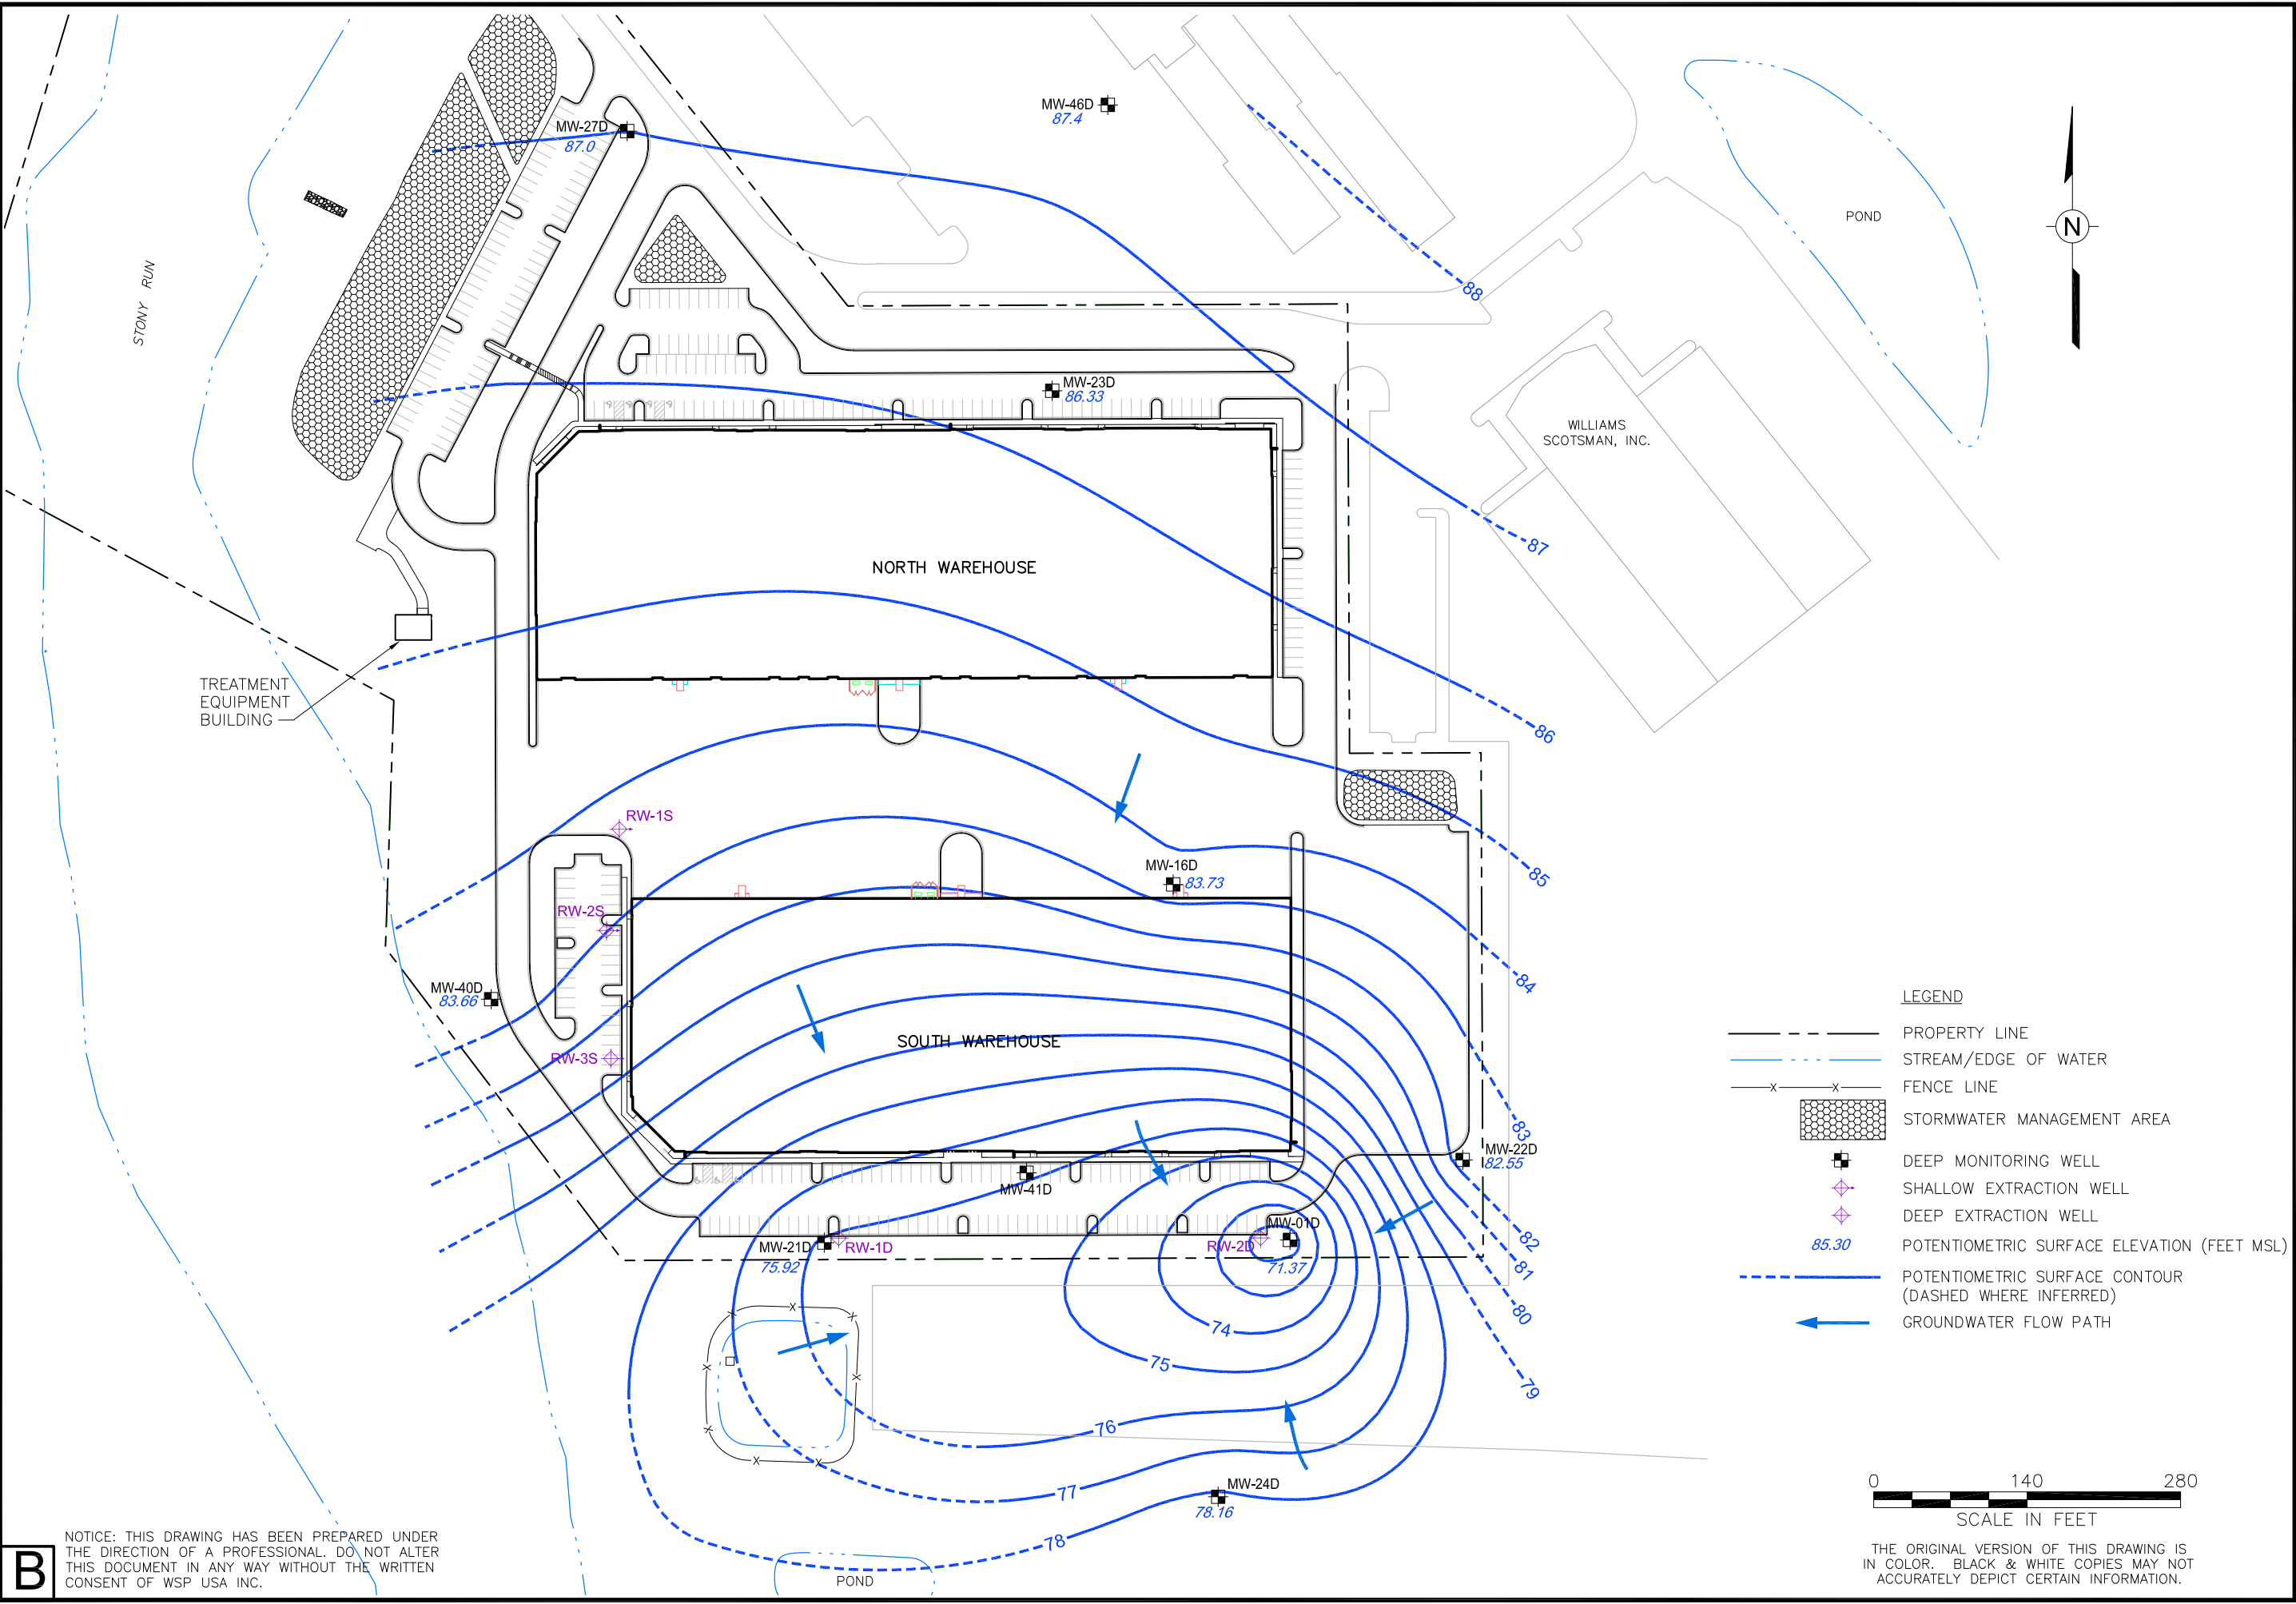 MW-46D
87.4
MW-27D
87.0
POND
N
STONY RUN
88
MW-23D
86.33
WILLIAMS
SCOTSMAN, INC.
87
NORTH WAREHOUSE
TREATMENT
EQUIPMENT
BUILDING
86
RW-1S
MW-16D
83.73
85
RW-2S
MW-40D
83.66
84
SOUTH WAREHOUSE
RW-3S
83
MW-22D
82.55
MW-41D
MW-01D
MW-21D
RW-1D
RW-2D
75.92
71.37
82
81
80
79
74
75
76
77
MW-24D
78.16
78
POND
LEGEND
PROPERTY LINE
STREAM/EDGE OF WATER
X X FENCE LINE
STORMWATER MANAGEMENT AREA
DEEP MONITORING WELL
SHALLOW EXTRACTION WELL
DEEP EXTRACTION WELL
85.30 POTENTIOMETRIC SURFACE ELEVATION (FEET MSL)
POTENTIOMETRIC SURFACE CONTOUR
(DASHED WHERE INFERRED)
GROUNDWATER FLOW PATH
0 140 280
SCALE IN FEET
THE ORIGINAL VERSION OF THIS DRAWING IS
IN COLOR. BLACK & WHITE COPIES MAY NOT
ACCURATELY DEPICT CERTAIN INFORMATION.
B
NOTICE: THIS DRAWING HAS BEEN PREPARED UNDER
THE DIRECTION OF A PROFESSIONAL. DO NOT ALTER
THIS DOCUMENT IN ANY WAY WITHOUT THE WRITTEN
CONSENT OF WSP USA INC.